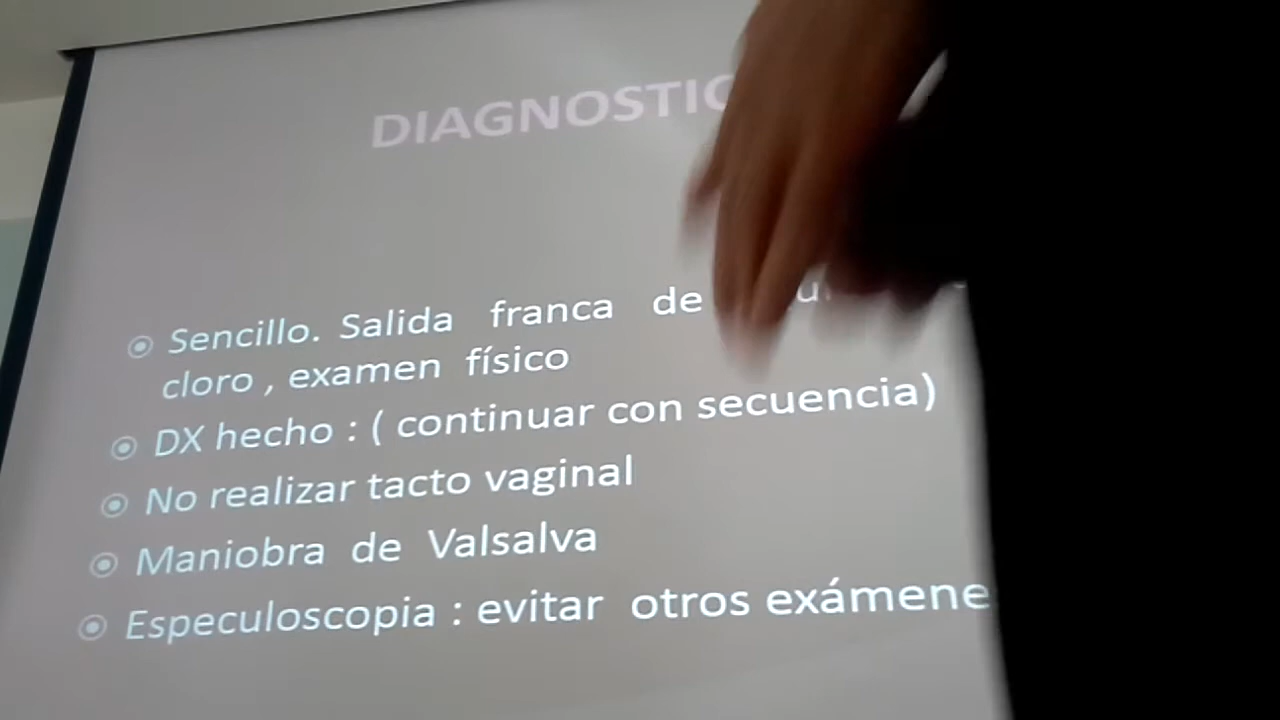 DIAGNOSTIC
Sencillo. Salida franca de
cloro , examen físico
DX hecho : ( continuar con secuencia)
No realizar tacto vaginal
Maniobra de Valsalva
Especuloscopia : evitar otros exámene